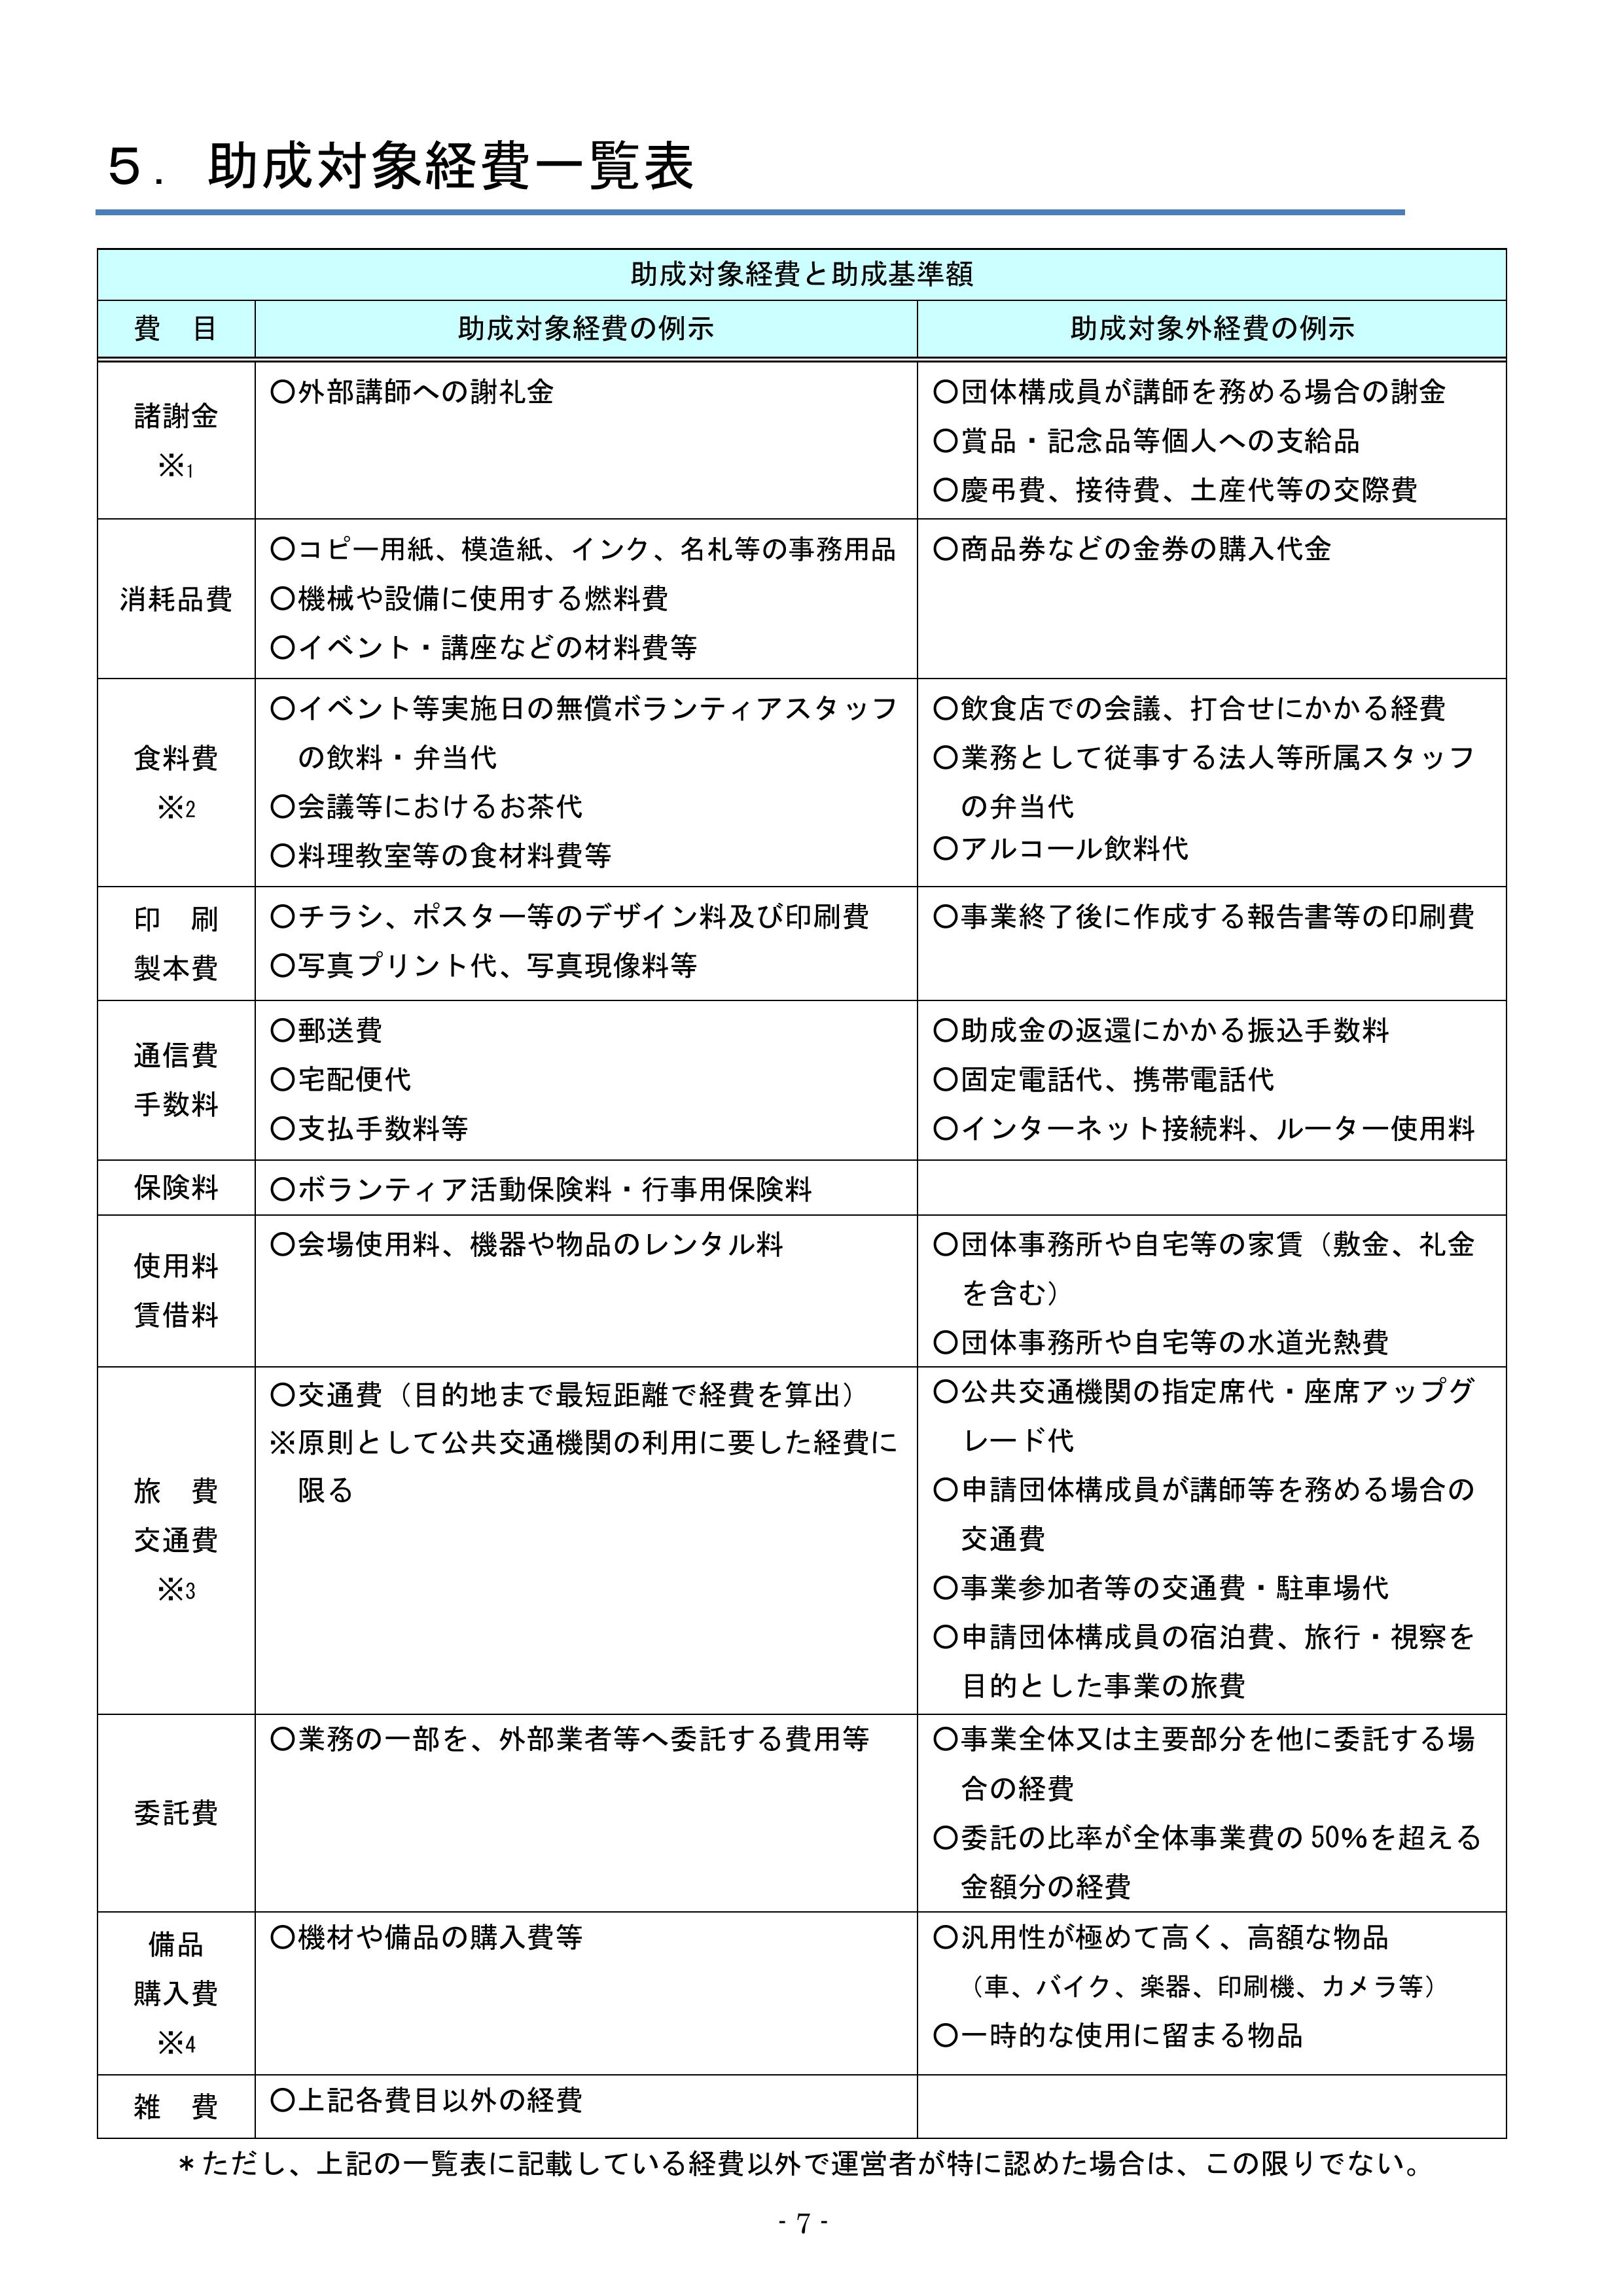 ５．助成対象経費一覧表
助成対象経費と助成基準額
費　目
助成対象経費の例示
助成対象外経費の例示
諸謝金
※1
〇外部講師への謝礼金
〇団体構成員が講師を務める場合の謝金
〇賞品・記念品等個人への支給品
〇慶弔費、接待費、土産代等の交際費
消耗品費
〇コピー用紙、模造紙、インク、名札等の事務用品
〇機械や設備に使用する燃料費
〇イベント・講座などの材料費等
〇商品券などの金券の購入代金
食料費
※2
〇イベント等実施日の無償ボランティアスタッフ
の飲料・弁当代
〇会議等におけるお茶代
〇料理教室等の食材料費等
〇飲食店での会議、打合せにかかる経費
〇業務として従事する法人等所属スタッフ
の弁当代
〇アルコール飲料代
印　刷
製本費
〇チラシ、ポスター等のデザイン料及び印刷費
〇写真プリント代、写真現像料等
〇事業終了後に作成する報告書等の印刷費
通信費
手数料
〇郵送費
〇宅配便代
〇支払手数料等
〇助成金の返還にかかる振込手数料
〇固定電話代、携帯電話代
〇インターネット接続料、ルーター使用料
保険料
〇ボランティア活動保険料・行事用保険料
使用料
賃借料
〇会場使用料、機器や物品のレンタル料
〇団体事務所や自宅等の家賃（敷金、礼金
を含む）
〇団体事務所や自宅等の水道光熱費
旅　費
交通費
※3
〇交通費（目的地まで最短距離で経費を算出）
※原則として公共交通機関の利用に要した経費に
限る
〇公共交通機関の指定席代・座席アップグ
レード代
〇申請団体構成員が講師等を務める場合の
交通費
〇事業参加者等の交通費・駐車場代
〇申請団体構成員の宿泊費、旅行・視察を
目的とした事業の旅費
委託費
〇業務の一部を、外部業者等へ委託する費用等
〇事業全体又は主要部分を他に委託する場
合の経費
〇委託の比率が全体事業費の 50％を超える
金額分の経費
備品
購入費
※4
〇機材や備品の購入費等
〇汎用性が極めて高く、高額な物品
（車、バイク、楽器、印刷機、カメラ等）
〇一時的な使用に留まる物品
雑　費
〇上記各費目以外の経費
＊ただし、上記の一覧表に記載している経費以外で運営者が特に認めた場合は、この限りでない。
- 7 -